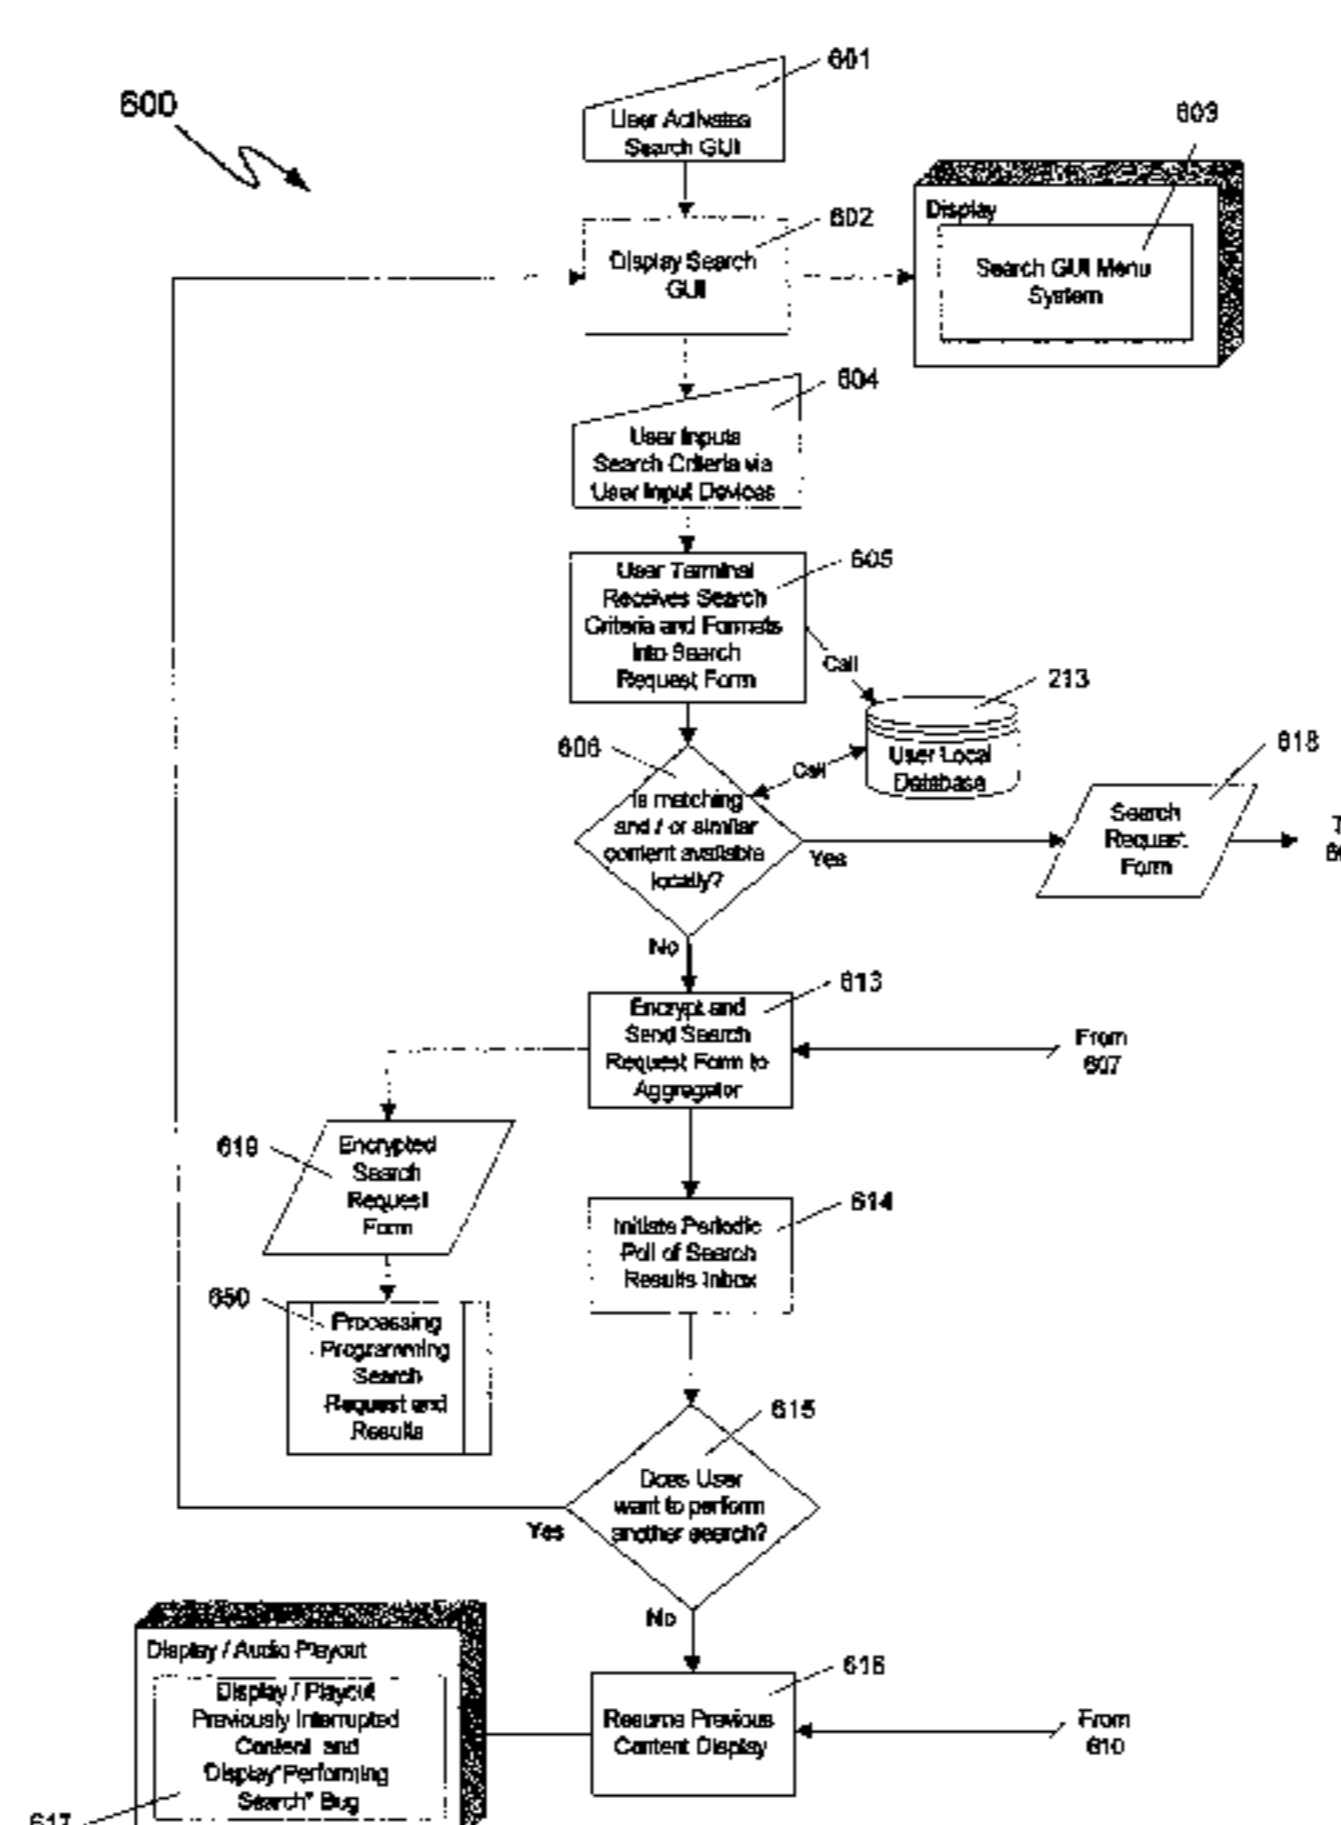 600
601
User Activates
Search GUI
602
Display Search
GUI
603
Display
Search GUI Menu
System
604
User Inputs
Search Criteria via
User Input Devices
605
User Terminal
Receives Search
Criteria and Formats
Into Search
Request Form
Call
213
User Local
Database
Call
606
Is matching
and / or similar
content available
locally?
Yes
618
Search
Request
Form
No
613
Encrypt and
Send Search
Request Form to
Aggregator
From
607
619
Encrypted
Search
Request
Form
614
Initiate Periodic
Poll of Search
Results Inbox
650
Processing
Programming
Search
Request and
Results
615
Does User
want to perform
another search?
Yes
No
Display / Audio Playout
Display / Playout
Previously Interrupted
Content and
Display "Performing
Search" Bug
617
616
Resume Previous
Content Display
From
610